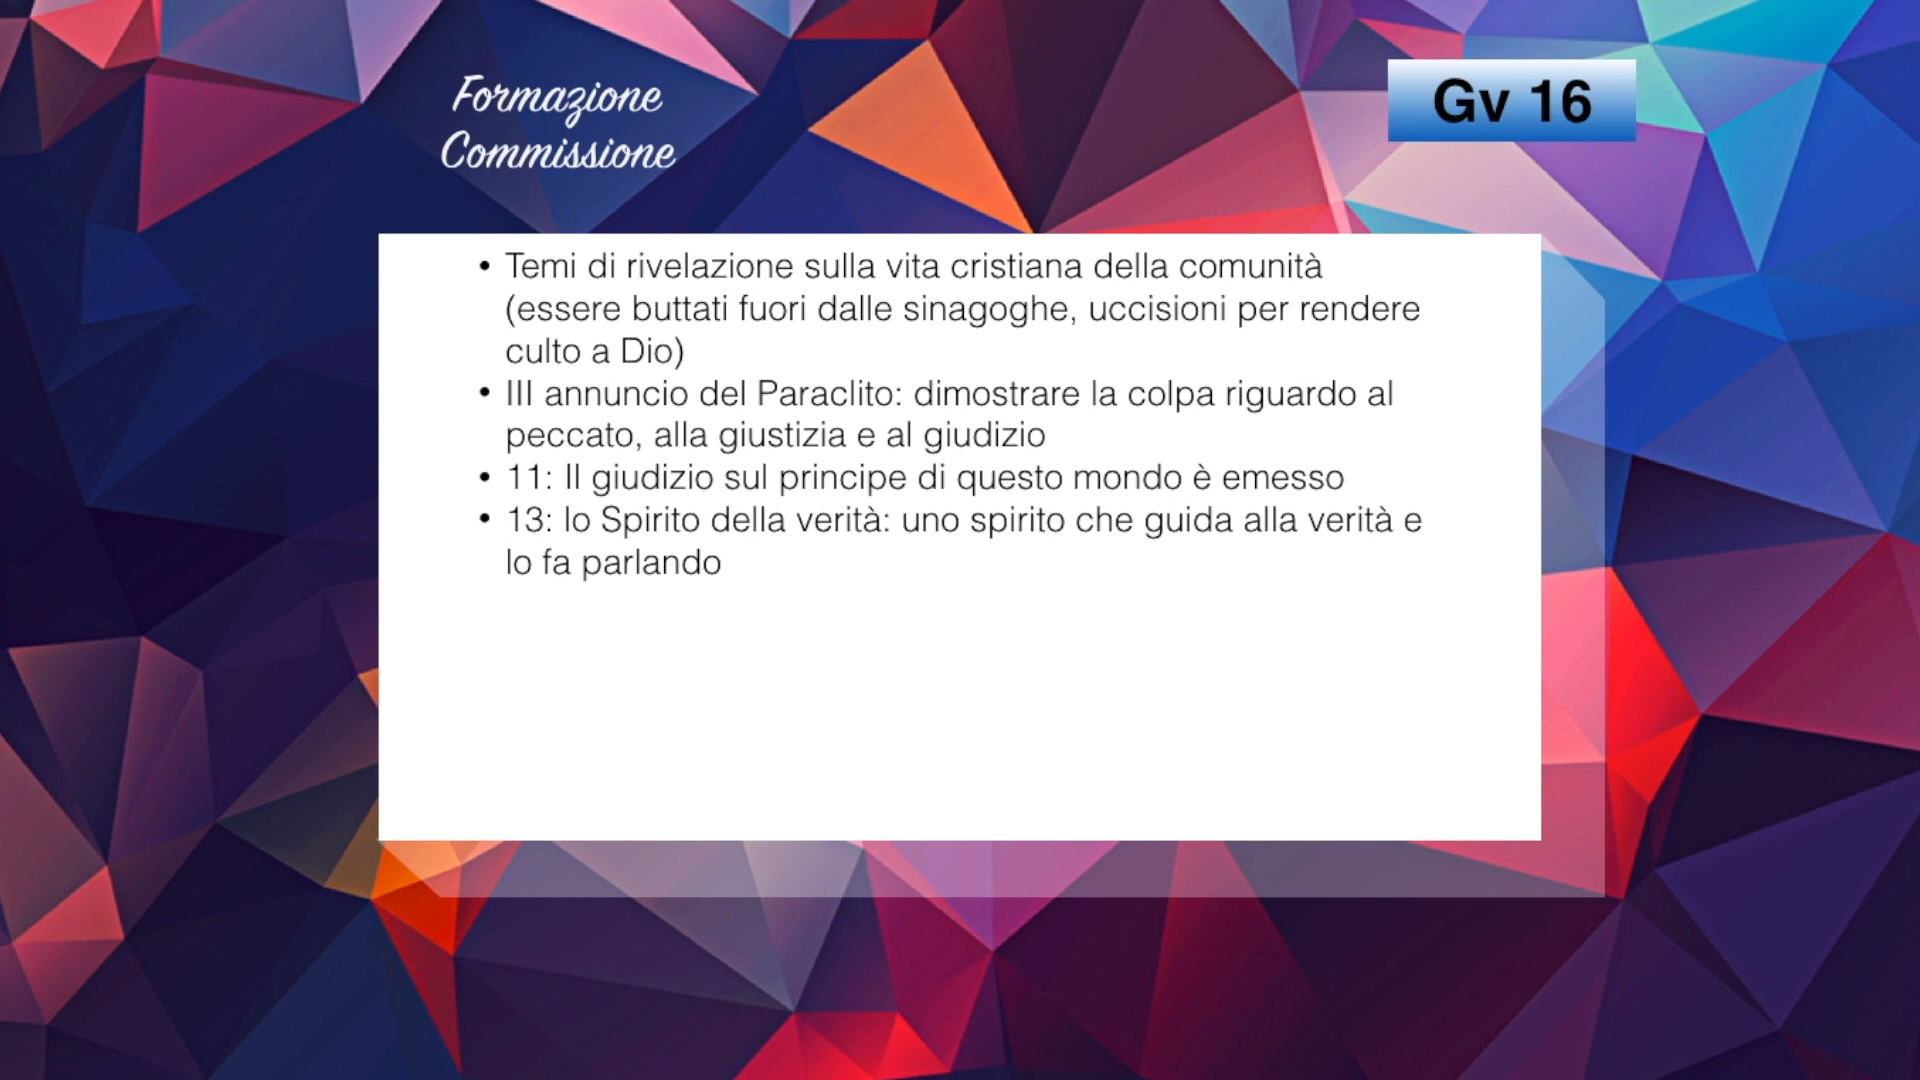 Formazione
Commissione
Gv 16
• Temi di rivelazione sulla vita cristiana della comunità
(essere buttati fuori dalle sinagoghe, uccisioni per rendere
culto a Dio)
• III annuncio del Paraclito: dimostrare la colpa riguardo al
peccato, alla giustizia e al giudizio
• 11: Il giudizio sul principe di questo mondo è emesso
• 13: lo Spirito della verità: uno spirito che guida alla verità e
lo fa parlando